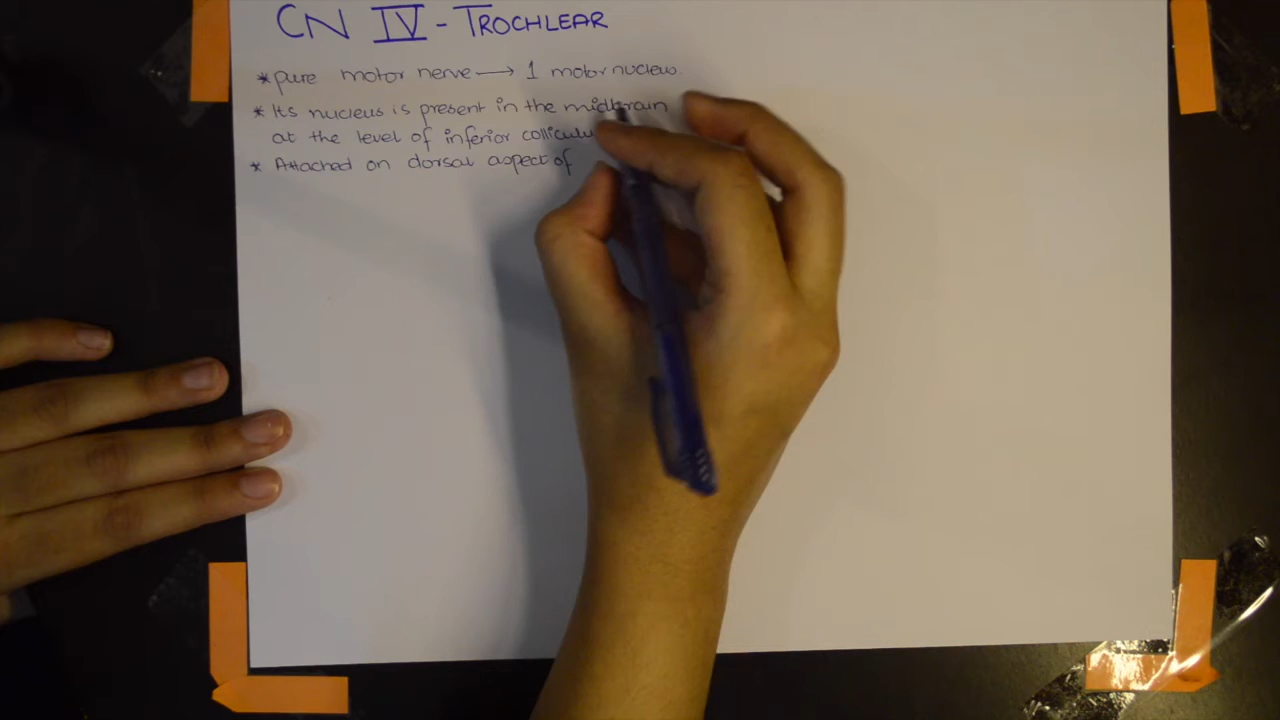 CN IV - TROCHLEAR
* pure motor nerve → 1 motor nucleus.
* Its nucleus is present in the midbrain
at the level of inferior colliculu
* Attached on dorsal aspect of